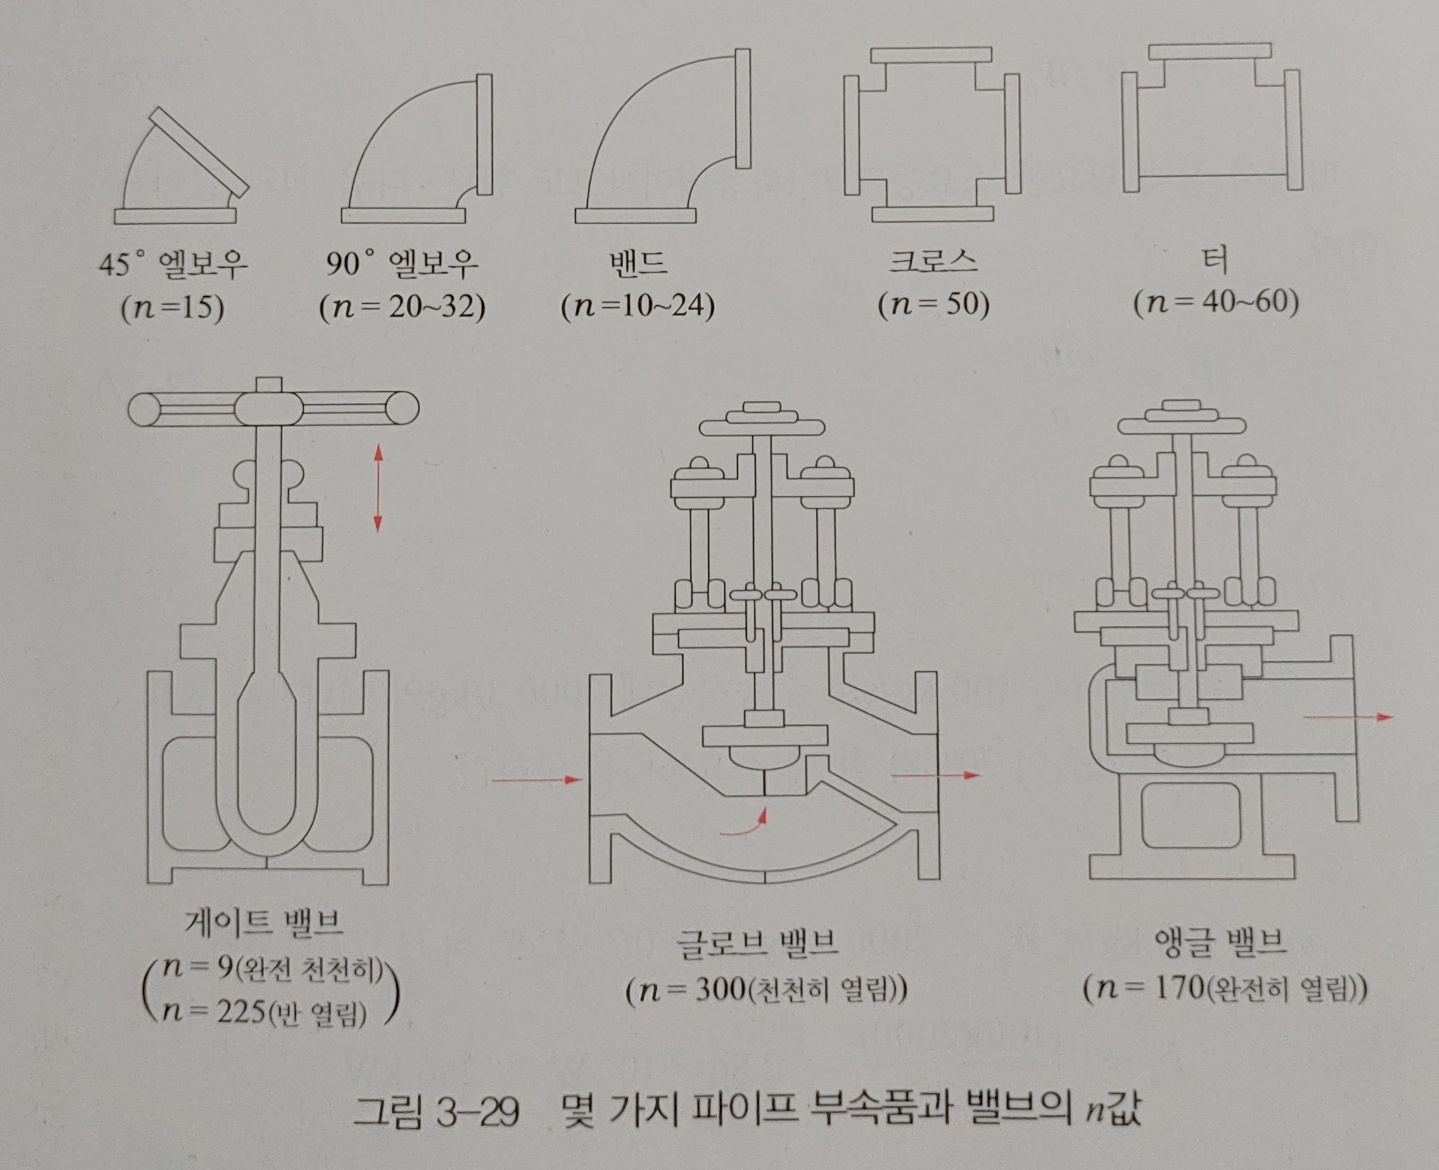 45° 엘보우
(n=15)
90° 엘보우
(n = 20~32)
밴드
(n=10~24)
크로스
(n = 50)
터
(n = 40~60)
게이트 밸브
(n = 9(완전 천천히)
n = 225(반 열림))
글로브 밸브
(n = 300(천천히 열림))
앵글 밸브
(n = 170(완전히 열림))
그림 3-29 몇 가지 파이프 부속품과 밸브의 n값